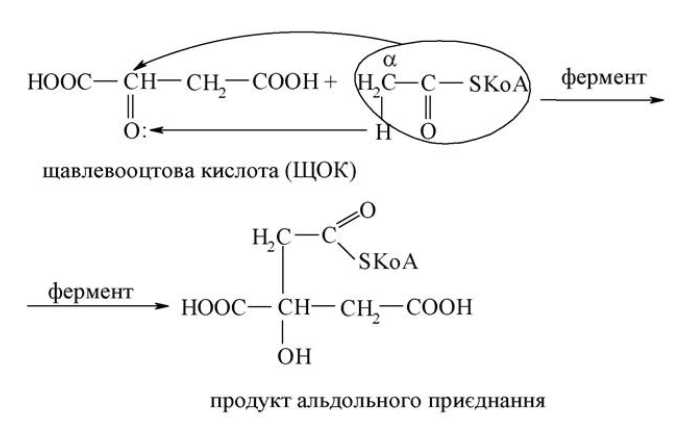 α
HOOC—CH—CH₂—COOH + H₂C—C—SKoA фермент
O: H O
щавлевооцтова кислота (ЩОК)
O
H₂C—C
SKoA
фермент HOOC—CH—CH₂—COOH
OH
продукт альдольного приєднання